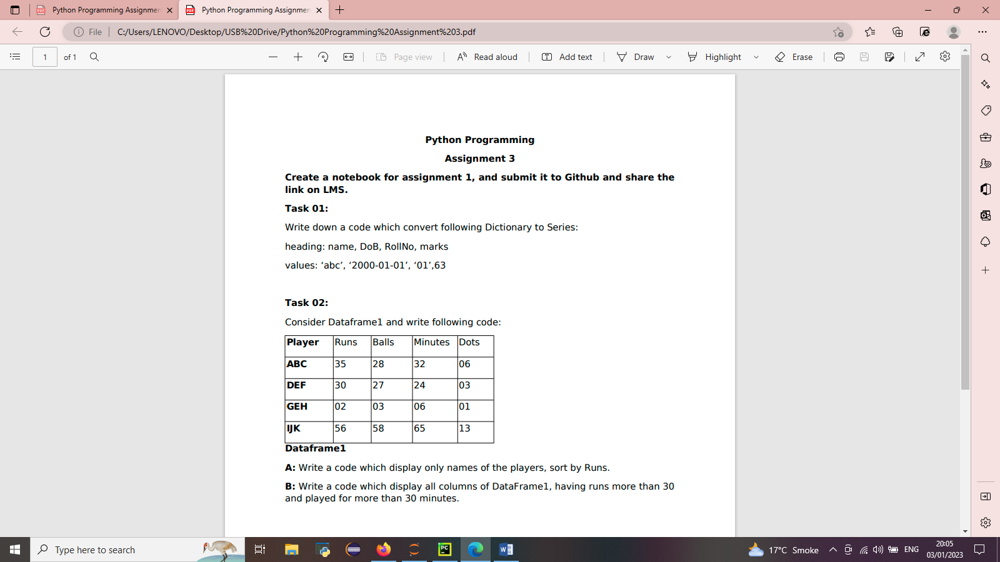 Python Programming Assignmen
Python Programming Assignmen
File
C:/Users/LENOVO/Desktop/USB%20Drive/Python%20Programming%20Assignment%203.pdf
1 of 1
Page view
Read aloud
Add text
Draw
Highlight
Erase
Python Programming
Assignment 3
Create a notebook for assignment 1, and submit it to Github and share the
link on LMS.
Task 01:
Write down a code which convert following Dictionary to Series:
heading: name, DoB, RollNo, marks
values: ‘abc’, ‘2000-01-01’, ‘01’,63
Task 02:
Consider Dataframe1 and write following code:
Player Runs Balls Minutes Dots
ABC 35 28 32 06
DEF 30 27 24 03
GEH 02 03 06 01
IJK 56 58 65 13
Dataframe1
A: Write a code which display only names of the players, sort by Runs.
B: Write a code which display all columns of DataFrame1, having runs more than 30
and played for more than 30 minutes.
Type here to search
17°C Smoke
ENG
20:05
03/01/2023